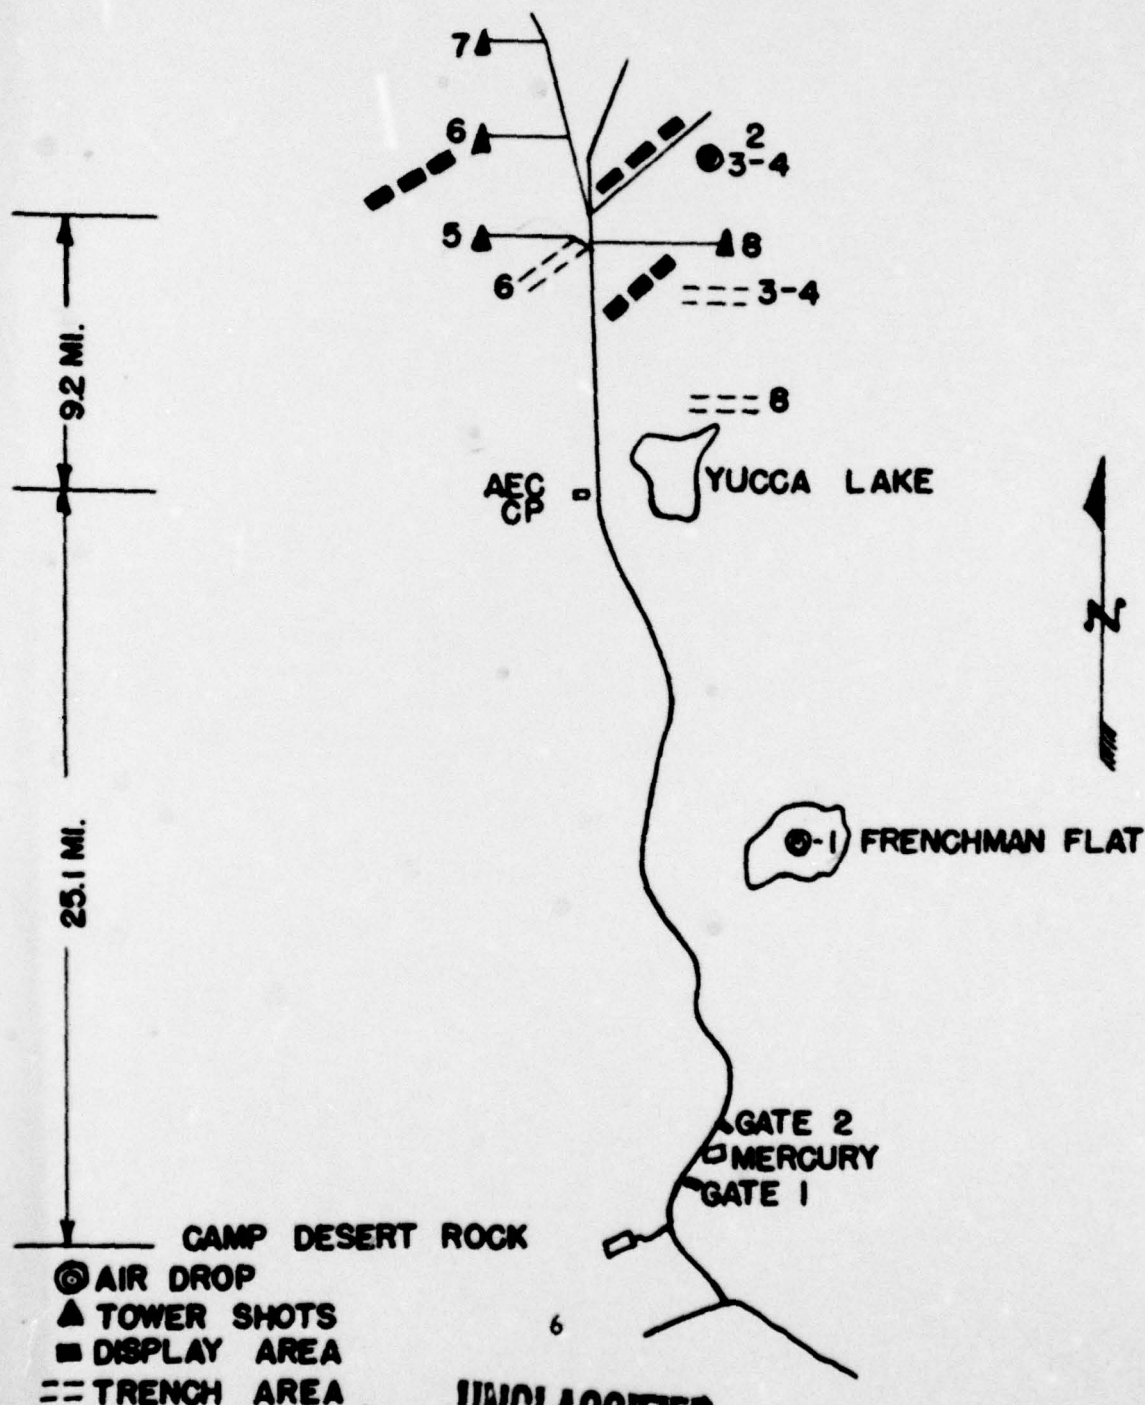 7
6
2
3-4
5
8
6
3-4
9.2 MI.
8
AEC
CP
YUCCA LAKE
N
25.1 MI.
-1 FRENCHMAN FLAT
GATE 2
MERCURY
GATE 1
CAMP DESERT ROCK
AIR DROP
TOWER SHOTS
6
DISPLAY AREA
TRENCH AREA
UNCLASSIFIED